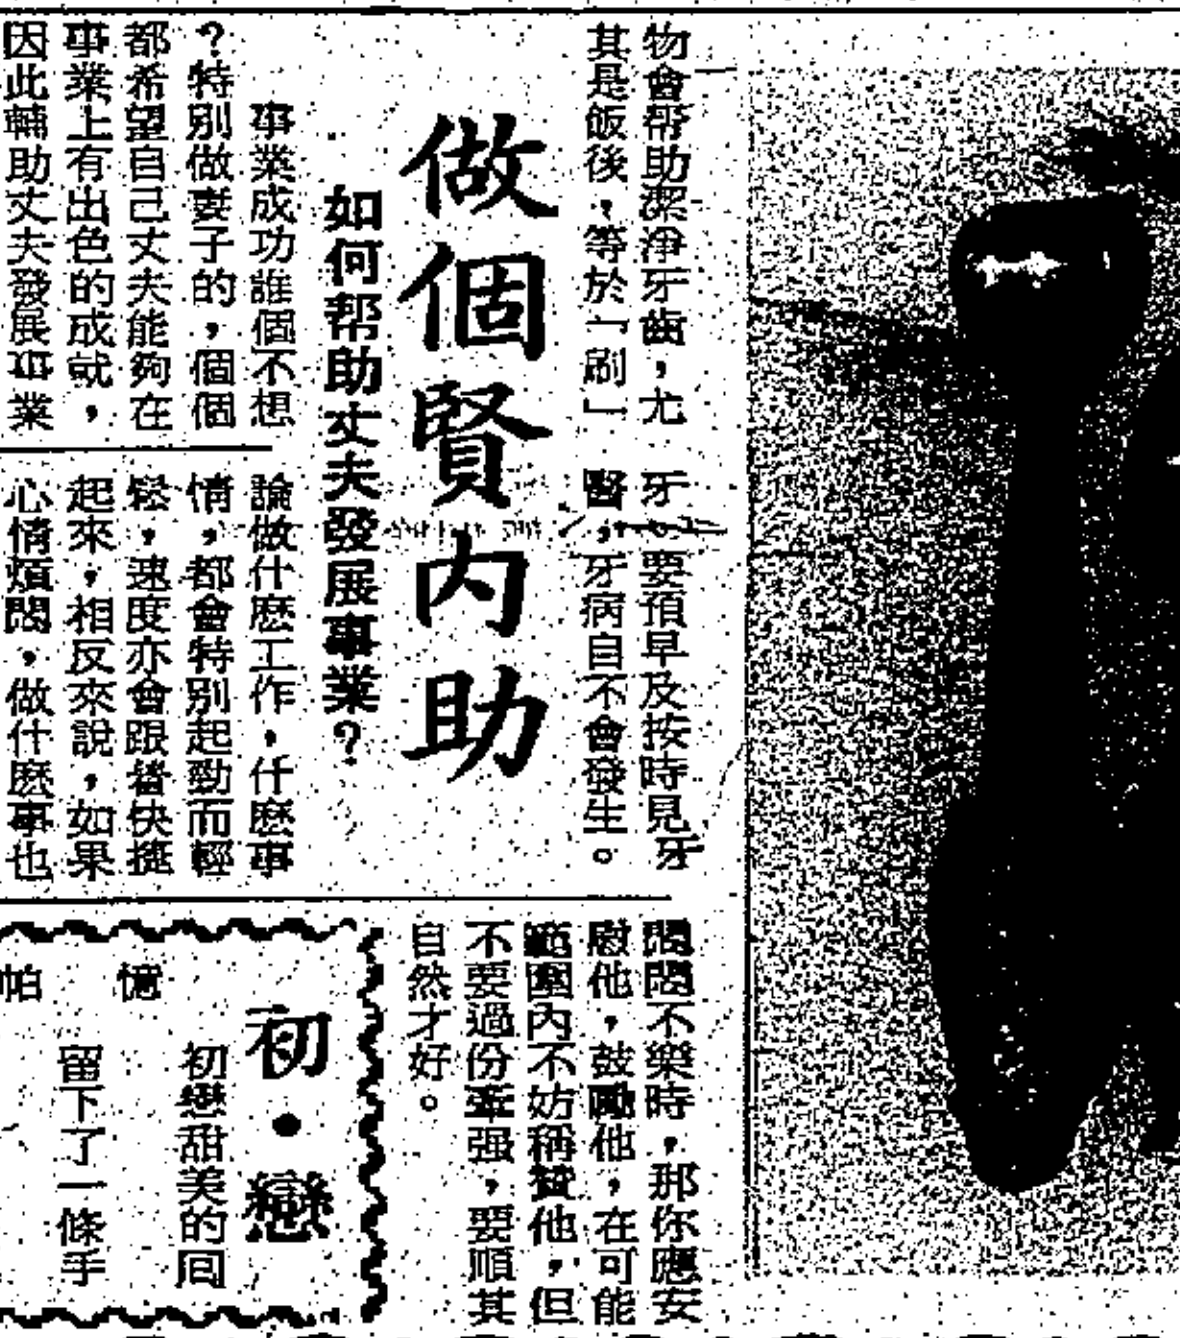 物會帮助潔淨牙齒，尤
其是飯後，等於「刷」
牙。要預早及按時見牙
醫，牙病自不會發生。
做個賢内助
如何帮助丈夫發展事業？
事業成功誰個不想
？特別做妻子的，個個
都希望自己丈夫能夠在
事業上有出色的成就，
因此輔助丈夫發展事業
論做什麽工作，什麽事
情，都會特別起勁而輕
鬆，速度亦會跟着快捷
起來，相反來說，如果
心情煩悶，做什麽事也
悶悶不樂時，那你應安
慰他，鼓勵他，在可能
範圍內不妨稱贊他，但
不要過份牽强，要順其
自然才好。
初•戀
初戀甜美的回
憶
留下了一條手
帕